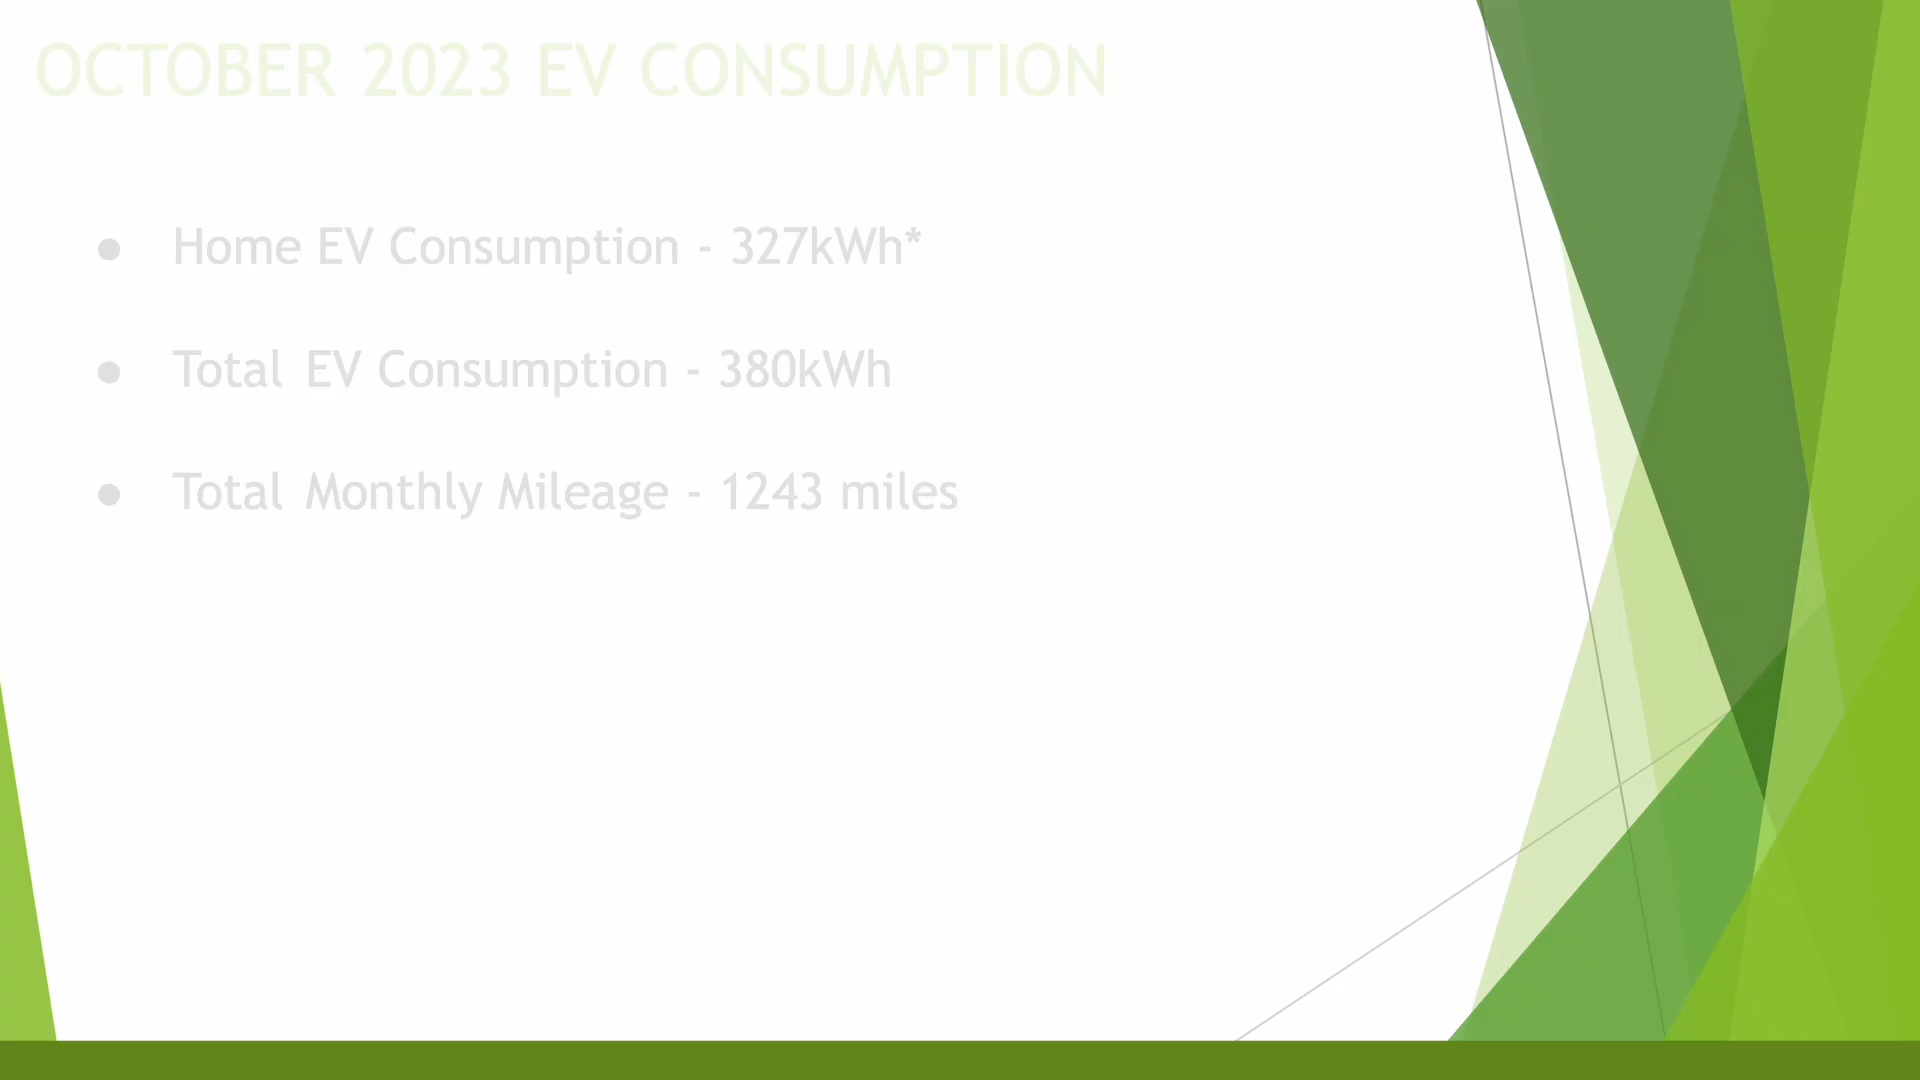 OCTOBER 2023 EV CONSUMPTION
● Home EV Consumption - 327kWh*
● Total EV Consumption - 380kWh
● Total Monthly Mileage - 1243 miles